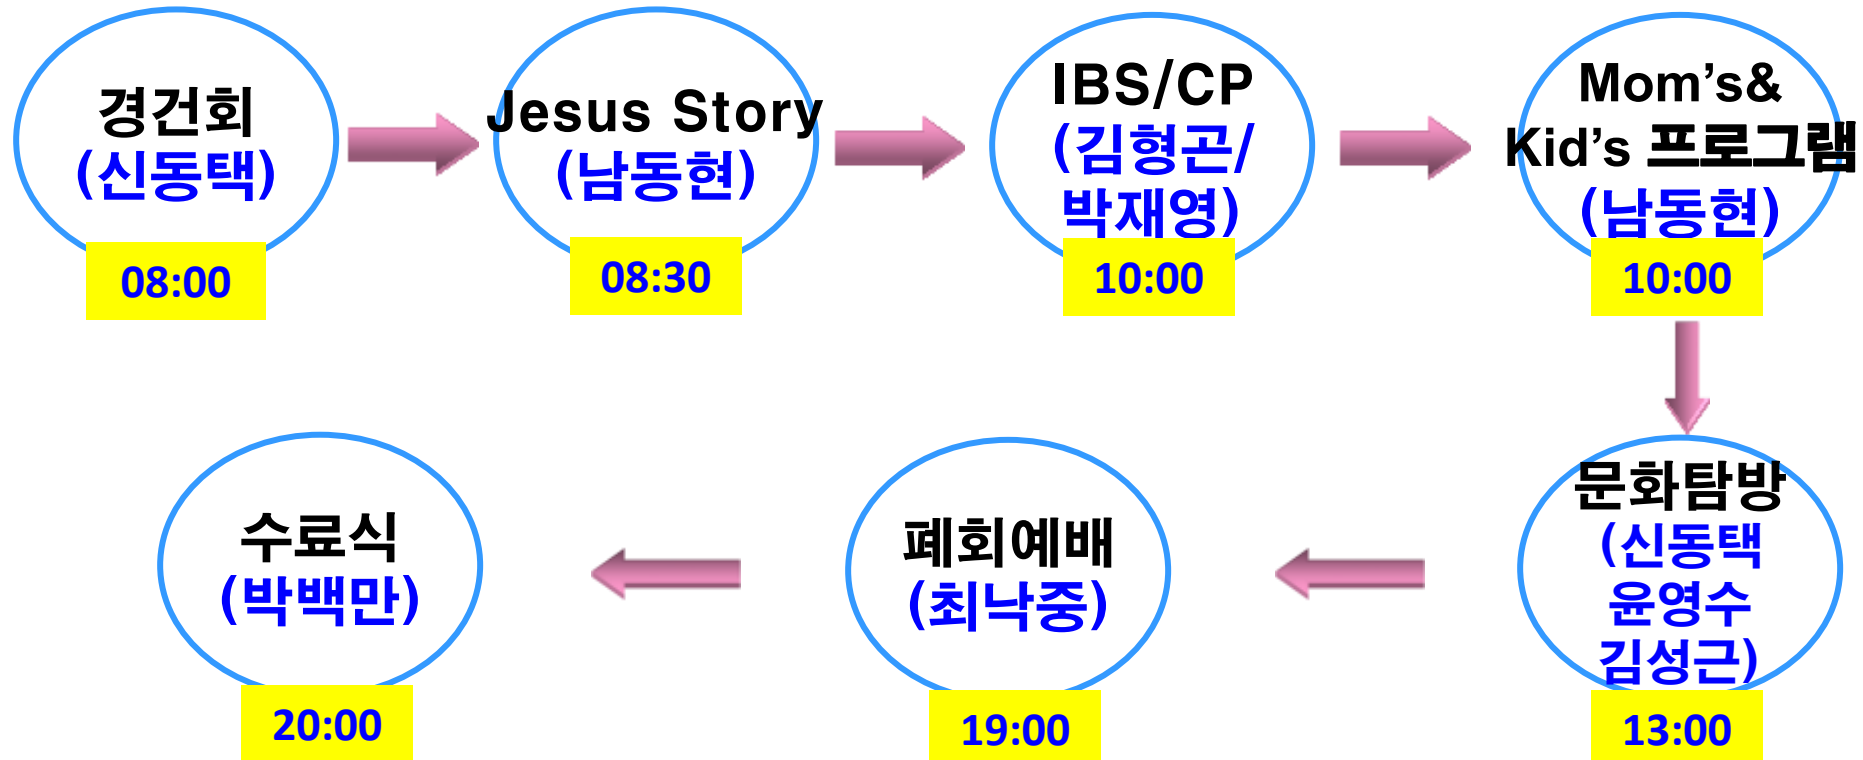 경건회
(신동택)
08:00
Jesus Story
(남동현)
08:30
IBS/CP
(김형곤/
박재영)
10:00
Mom's&
Kid's 프로그램
(남동현)
10:00
문화탐방
(신동택
윤영수
김성근)
13:00
폐회예배
(최낙중)
19:00
수료식
(박백만)
20:00